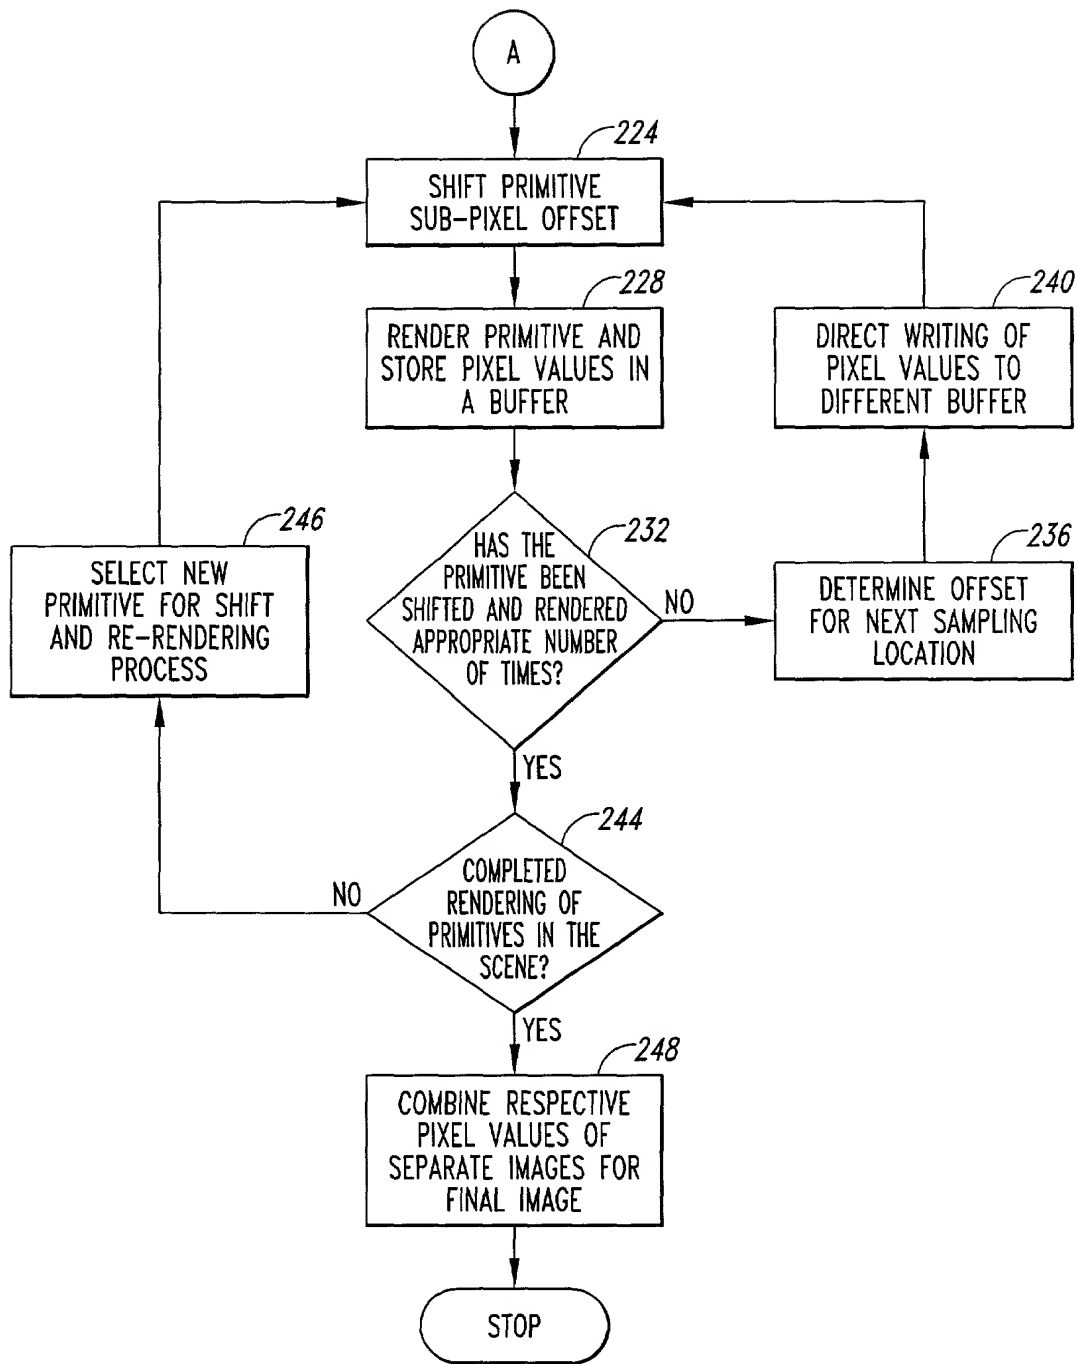 A
224
SHIFT PRIMITIVE
SUB-PIXEL OFFSET
228
RENDER PRIMITIVE AND
STORE PIXEL VALUES IN
A BUFFER
240
DIRECT WRITING OF
PIXEL VALUES TO
DIFFERENT BUFFER
246
SELECT NEW
PRIMITIVE FOR SHIFT
AND RE-RENDERING
PROCESS
232
HAS THE
PRIMITIVE BEEN
SHIFTED AND RENDERED
APPROPRIATE NUMBER
OF TIMES?
NO
236
DETERMINE OFFSET
FOR NEXT SAMPLING
LOCATION
YES
244
COMPLETED
RENDERING OF
PRIMITIVES IN THE
SCENE?
NO
YES
248
COMBINE RESPECTIVE
PIXEL VALUES OF
SEPARATE IMAGES FOR
FINAL IMAGE
STOP